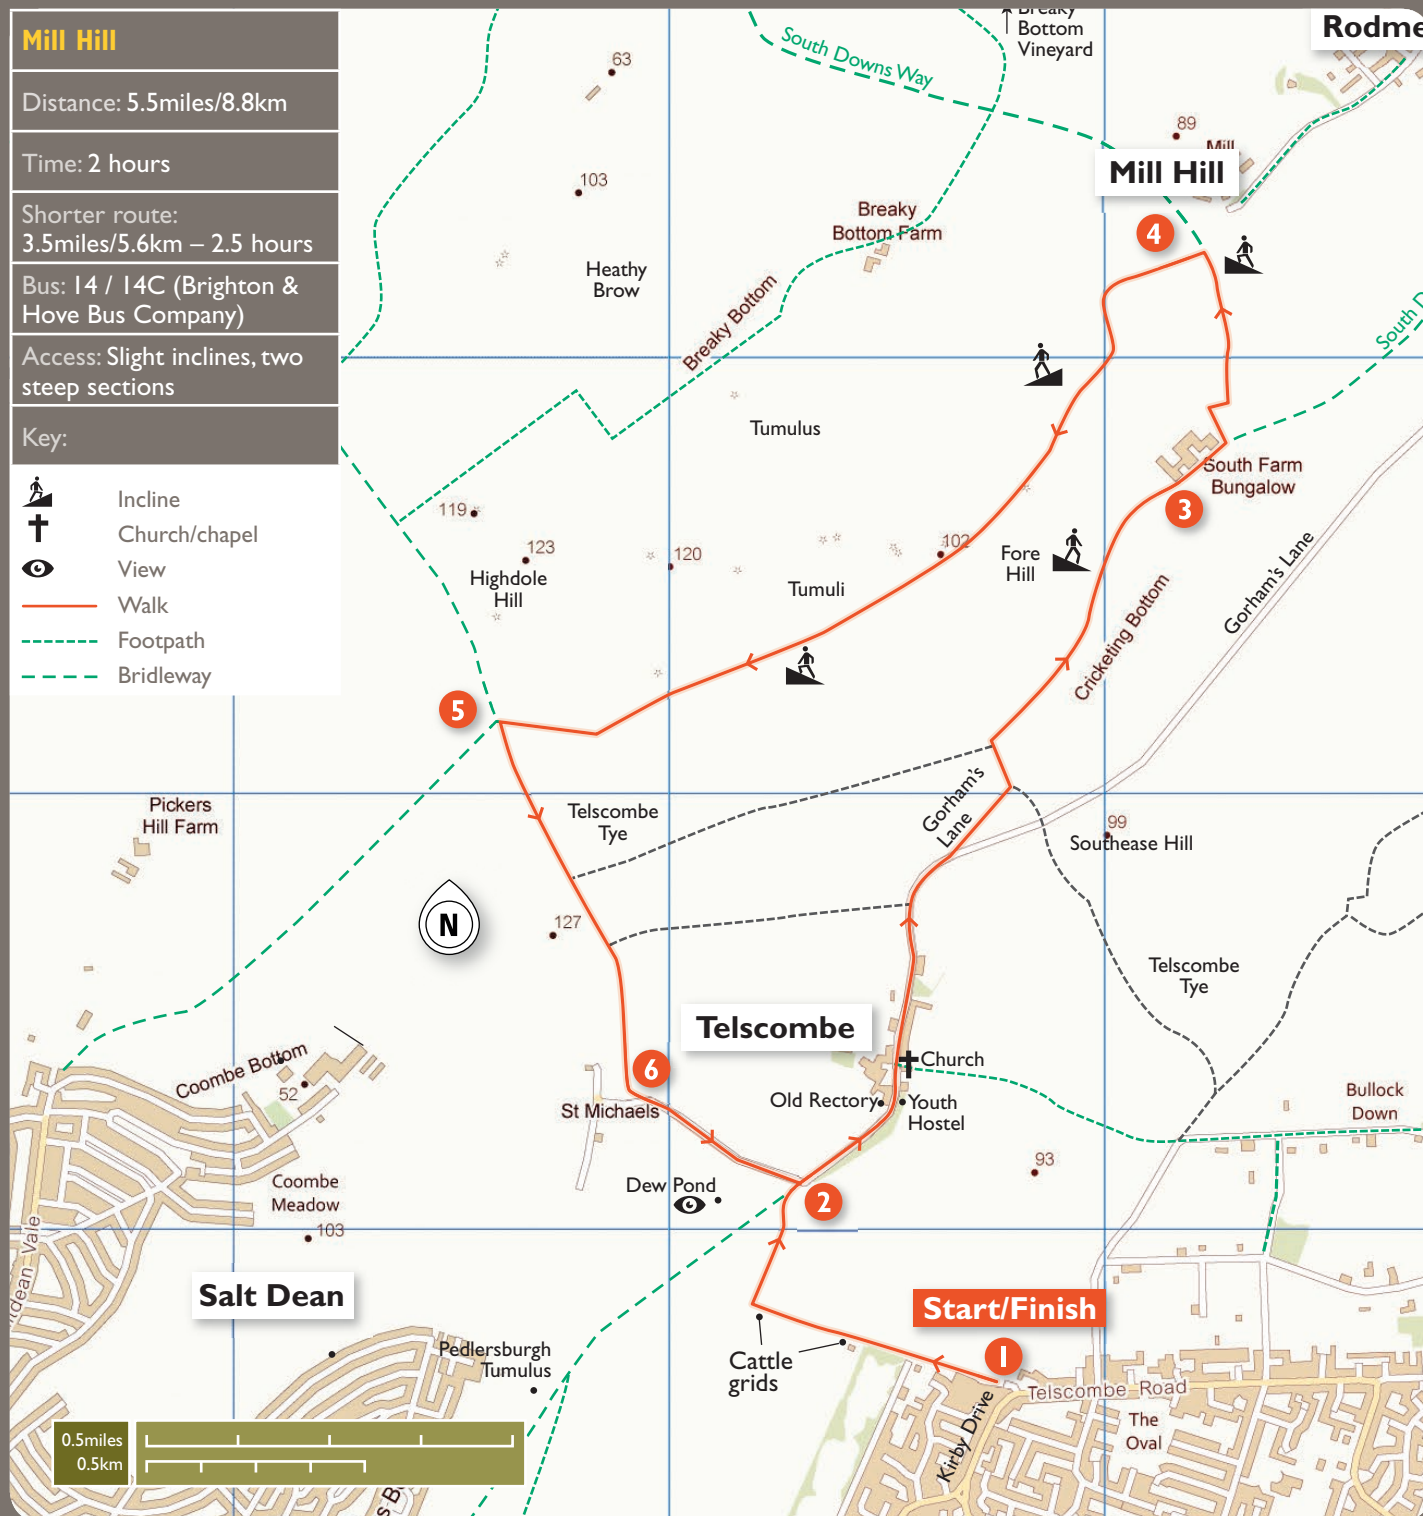 Mill Hill
Distance: 5.5miles/8.8km
Time: 2 hours
Shorter route:
3.5miles/5.6km – 2.5 hours
Bus: 14 / 14C (Brighton &
Hove Bus Company)
Access: Slight inclines, two
steep sections
Key:
Incline
Church/chapel
View
Walk
Footpath
Bridleway
Breaky
Bottom
Vineyard
South Downs Way
63
89
Mill
Mill Hill
4
103
Breaky
Bottom Farm
Heathy
Brow
Breaky Bottom
Tumulus
South Farm
Bungalow
3
119
123
Highdole
Hill
120
102
Tumuli
Fore
Hill
Gorham's Lane
Cricketing Bottom
5
Pickers
Hill Farm
Telscombe
Tye
Gorham's
Lane
99
Southease Hill
N
127
Telscombe
Tye
Telscombe
Church
6
St Michaels
Old Rectory
Youth
Hostel
Coombe Bottom
52
Bullock
Down
93
Coombe
Meadow
103
Dew Pond
2
Salt Dean
Start/Finish
1
Pedlersburgh
Tumulus
Cattle
grids
Telscombe Road
Kirby Drive
The
Oval
0.5miles
0.5km